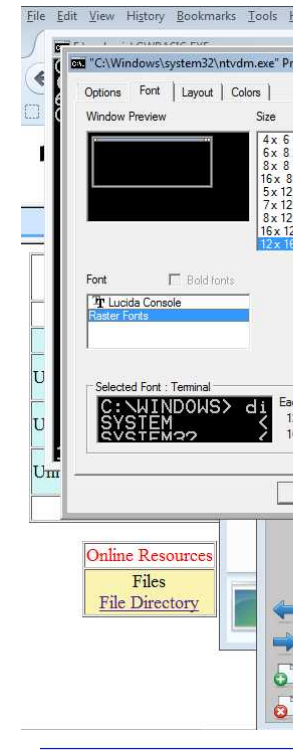 File Edit View History Bookmarks Tools
"C:\Windows\system32\ntvdm.exe" Pr
Options Font Layout Colors
Window Preview
Size
4 x 6
6 x 8
8 x 8
16 x 8
5 x 12
7 x 12
8 x 12
16 x 12
12 x 16
Font
Bold fonts
Lucida Console
Raster Fonts
Selected Font : Terminal
C:\WINDOWS> di
SYSTEM <
SYSTEM32 <
Online Resources
Files
File Directory